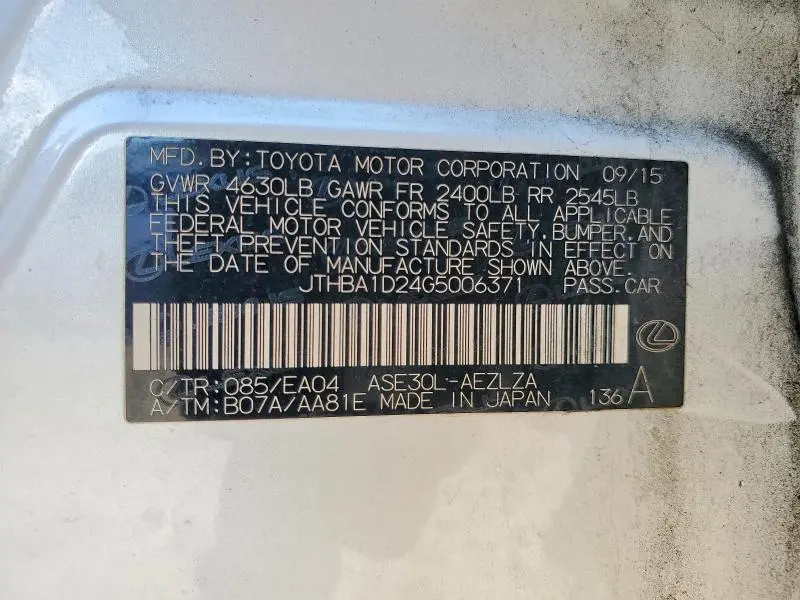 MFD. BY: TOYOTA MOTOR CORPORATION 09/15
GVWR 4630LB GAWR FR 2400LB RR 2545LB
THIS VEHICLE CONFORMS TO ALL APPLICABLE
FEDERAL MOTOR VEHICLE SAFETY, BUMPER, AND
THEFT PREVENTION STANDARDS IN EFFECT ON
THE DATE OF MANUFACTURE SHOWN ABOVE.
JTHBA1D24G5006371 PASS.CAR
C/TR: 085/EA04 ASE30L-AEZLZA
A/TM: B07A/AA81E MADE IN JAPAN 136 A